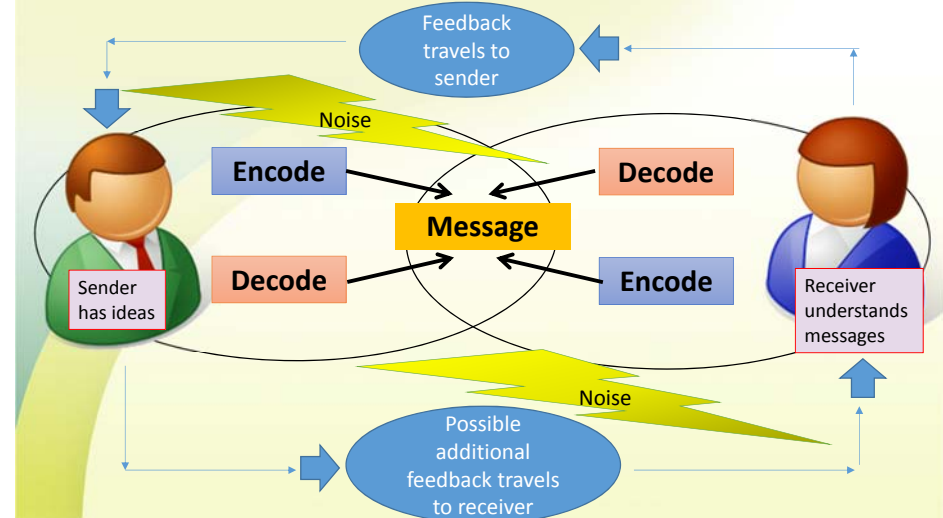 Feedback
travels to
sender
Noise
Encode
Decode
Message
Decode
Encode
Sender
has ideas
Receiver
understands
messages
Noise
Possible
additional
feedback travels
to receiver